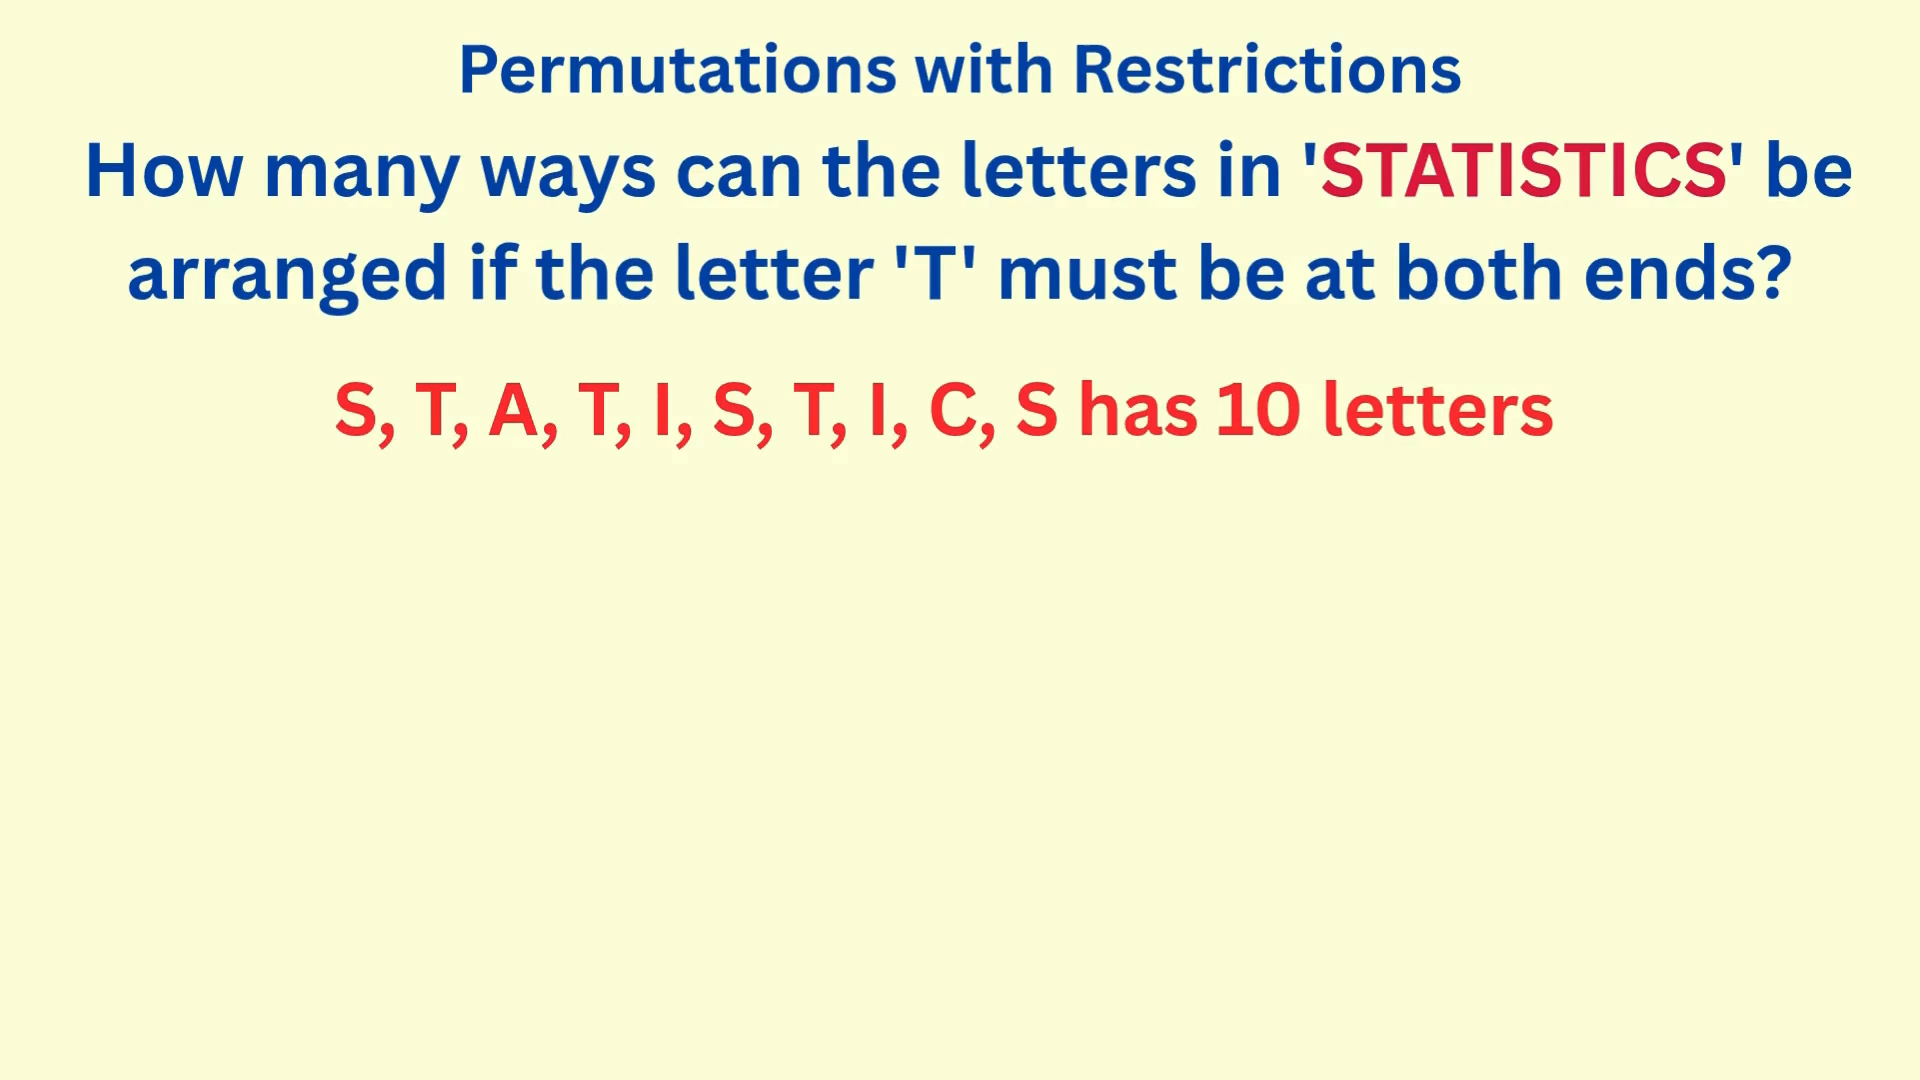 Permutations with Restrictions
How many ways can the letters in 'STATISTICS' be
arranged if the letter 'T' must be at both ends?
S, T, A, T, I, S, T, I, C, S has 10 letters